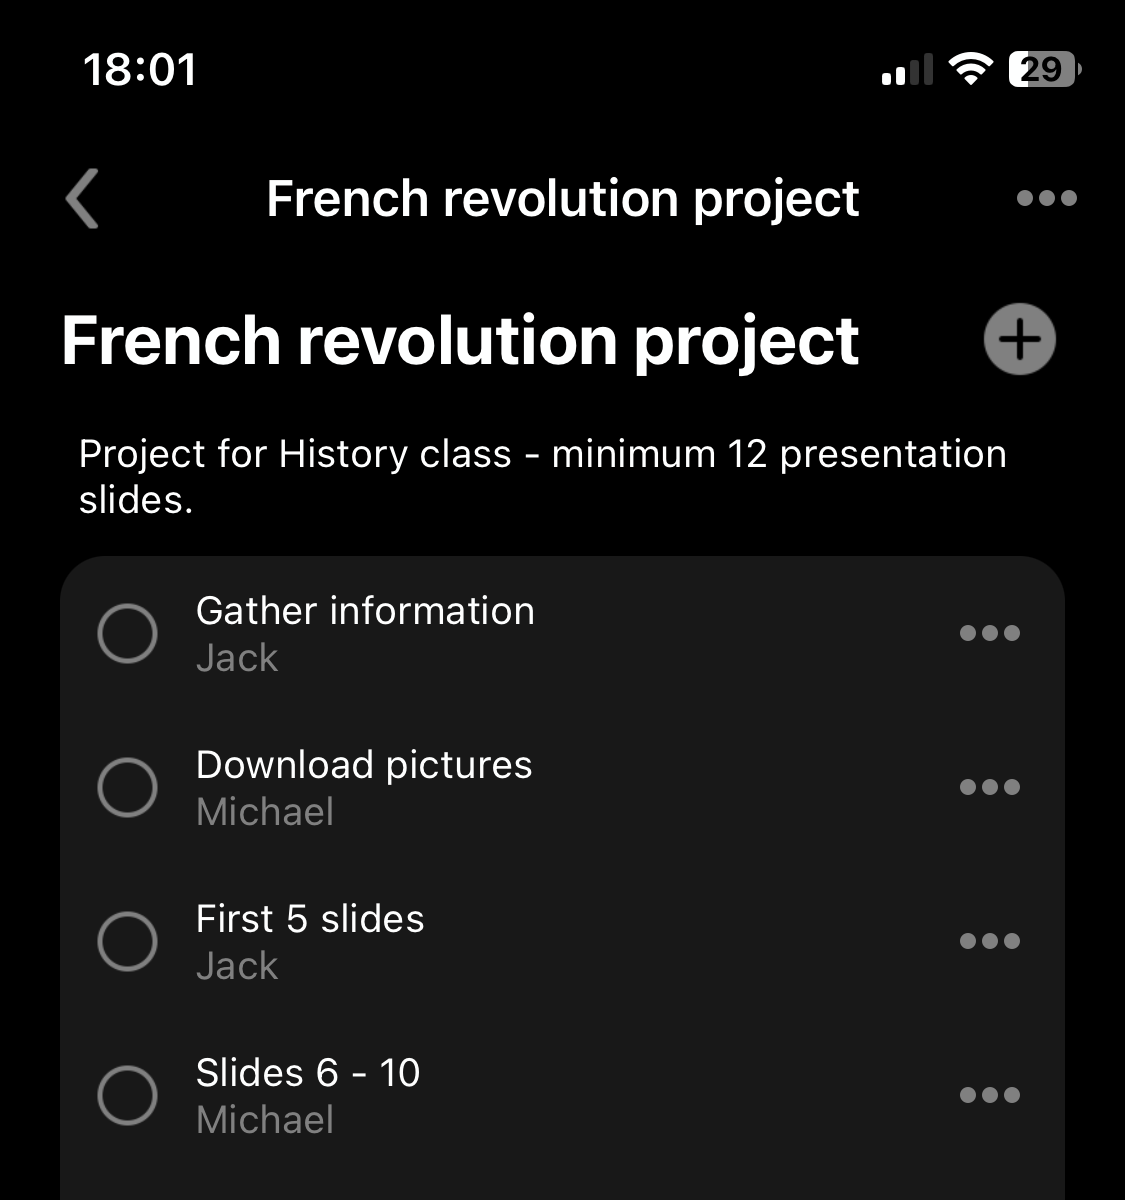 18:01
29
French revolution project
French revolution project
Project for History class - minimum 12 presentation
slides.
Gather information
Jack
Download pictures
Michael
First 5 slides
Jack
Slides 6 - 10
Michael